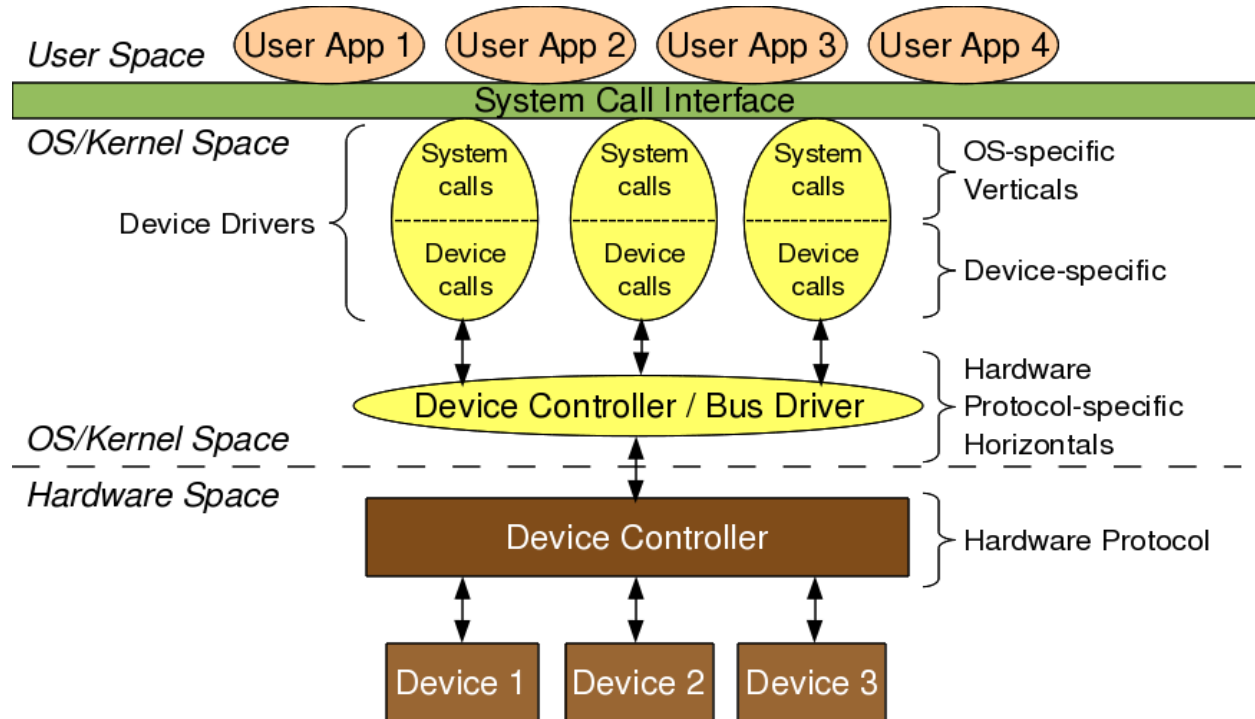 User Space
User App 1
User App 2
User App 3
User App 4
System Call Interface
OS/Kernel Space
Device Drivers
System
calls
Device
calls
System
calls
Device
calls
System
calls
Device
calls
OS-specific
Verticals
Device-specific
Device Controller / Bus Driver
Hardware
Protocol-specific
Horizontals
OS/Kernel Space
Hardware Space
Device Controller
Hardware Protocol
Device 1
Device 2
Device 3